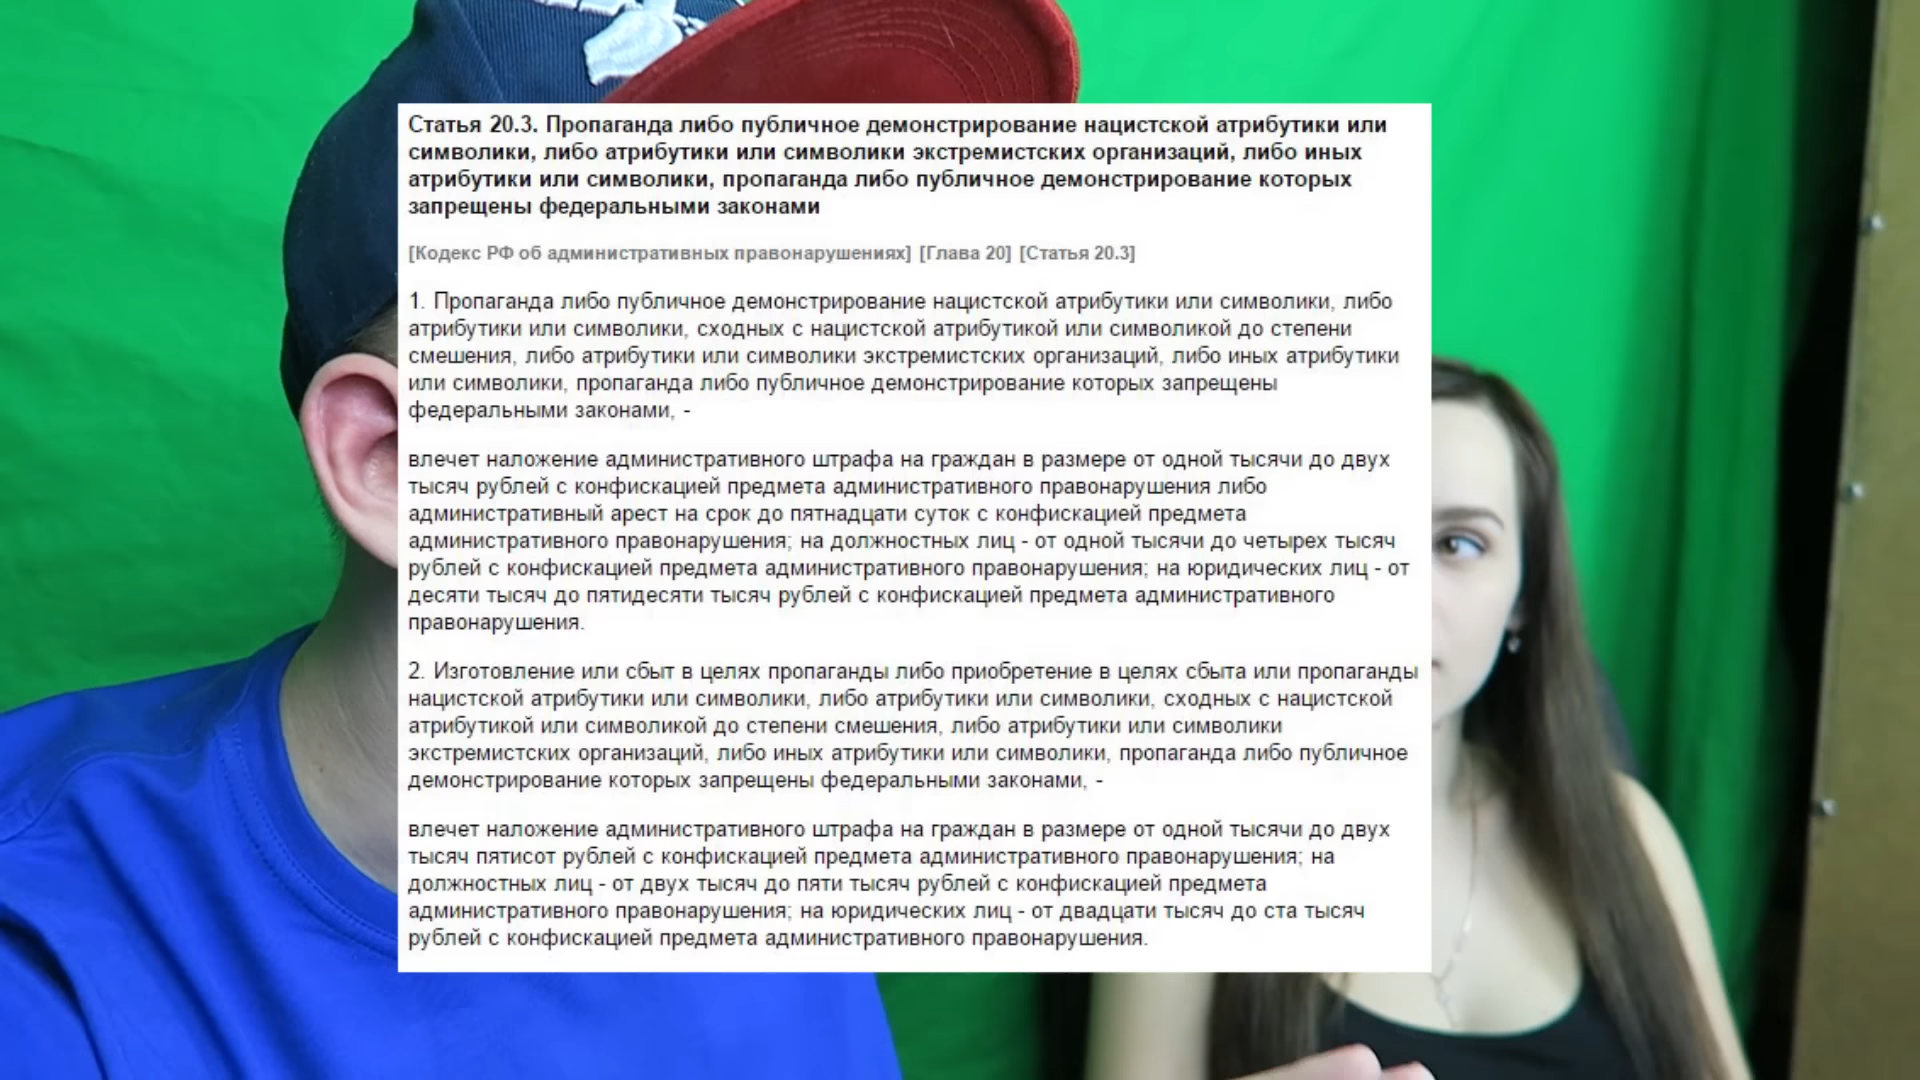 Статья 20.3. Пропаганда либо публичное демонстрирование нацистской атрибутики или
символики, либо атрибутики или символики экстремистских организаций, либо иных
атрибутики или символики, пропаганда либо публичное демонстрирование которых
запрещены федеральными законами
[Кодекс РФ об административных правонарушениях] [Глава 20] [Статья 20.3]
1. Пропаганда либо публичное демонстрирование нацистской атрибутики или символики, либо
атрибутики или символики, сходных с нацистской атрибутикой или символикой до степени
смешения, либо атрибутики или символики экстремистских организаций, либо иных атрибутики
или символики, пропаганда либо публичное демонстрирование которых запрещены
федеральными законами, -
влечет наложение административного штрафа на граждан в размере от одной тысячи до двух
тысяч рублей с конфискацией предмета административного правонарушения либо
административный арест на срок до пятнадцати суток с конфискацией предмета
административного правонарушения; на должностных лиц - от одной тысячи до четырех тысяч
рублей с конфискацией предмета административного правонарушения; на юридических лиц - от
десяти тысяч до пятидесяти тысяч рублей с конфискацией предмета административного
правонарушения.
2. Изготовление или сбыт в целях пропаганды либо приобретение в целях сбыта или пропаганды
нацистской атрибутики или символики, либо атрибутики или символики, сходных с нацистской
атрибутикой или символикой до степени смешения, либо атрибутики или символики
экстремистских организаций, либо иных атрибутики или символики, пропаганда либо публичное
демонстрирование которых запрещены федеральными законами, -
влечет наложение административного штрафа на граждан в размере от одной тысячи до двух
тысяч пятисот рублей с конфискацией предмета административного правонарушения; на
должностных лиц - от двух тысяч до пяти тысяч рублей с конфискацией предмета
административного правонарушения; на юридических лиц - от двадцати тысяч до ста тысяч
рублей с конфискацией предмета административного правонарушения.